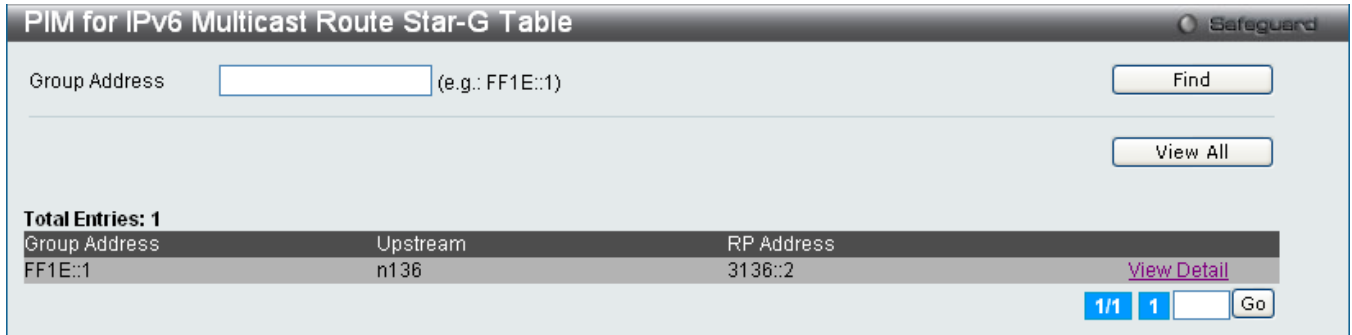 PIM for IPv6 Multicast Route Star-G Table Safeguard
Group Address (e.g.: FF1E::1) Find
View All
Total Entries: 1
Group Address Upstream RP Address
FF1E::1 n136 3136::2 View Detail
1/1 1 Go